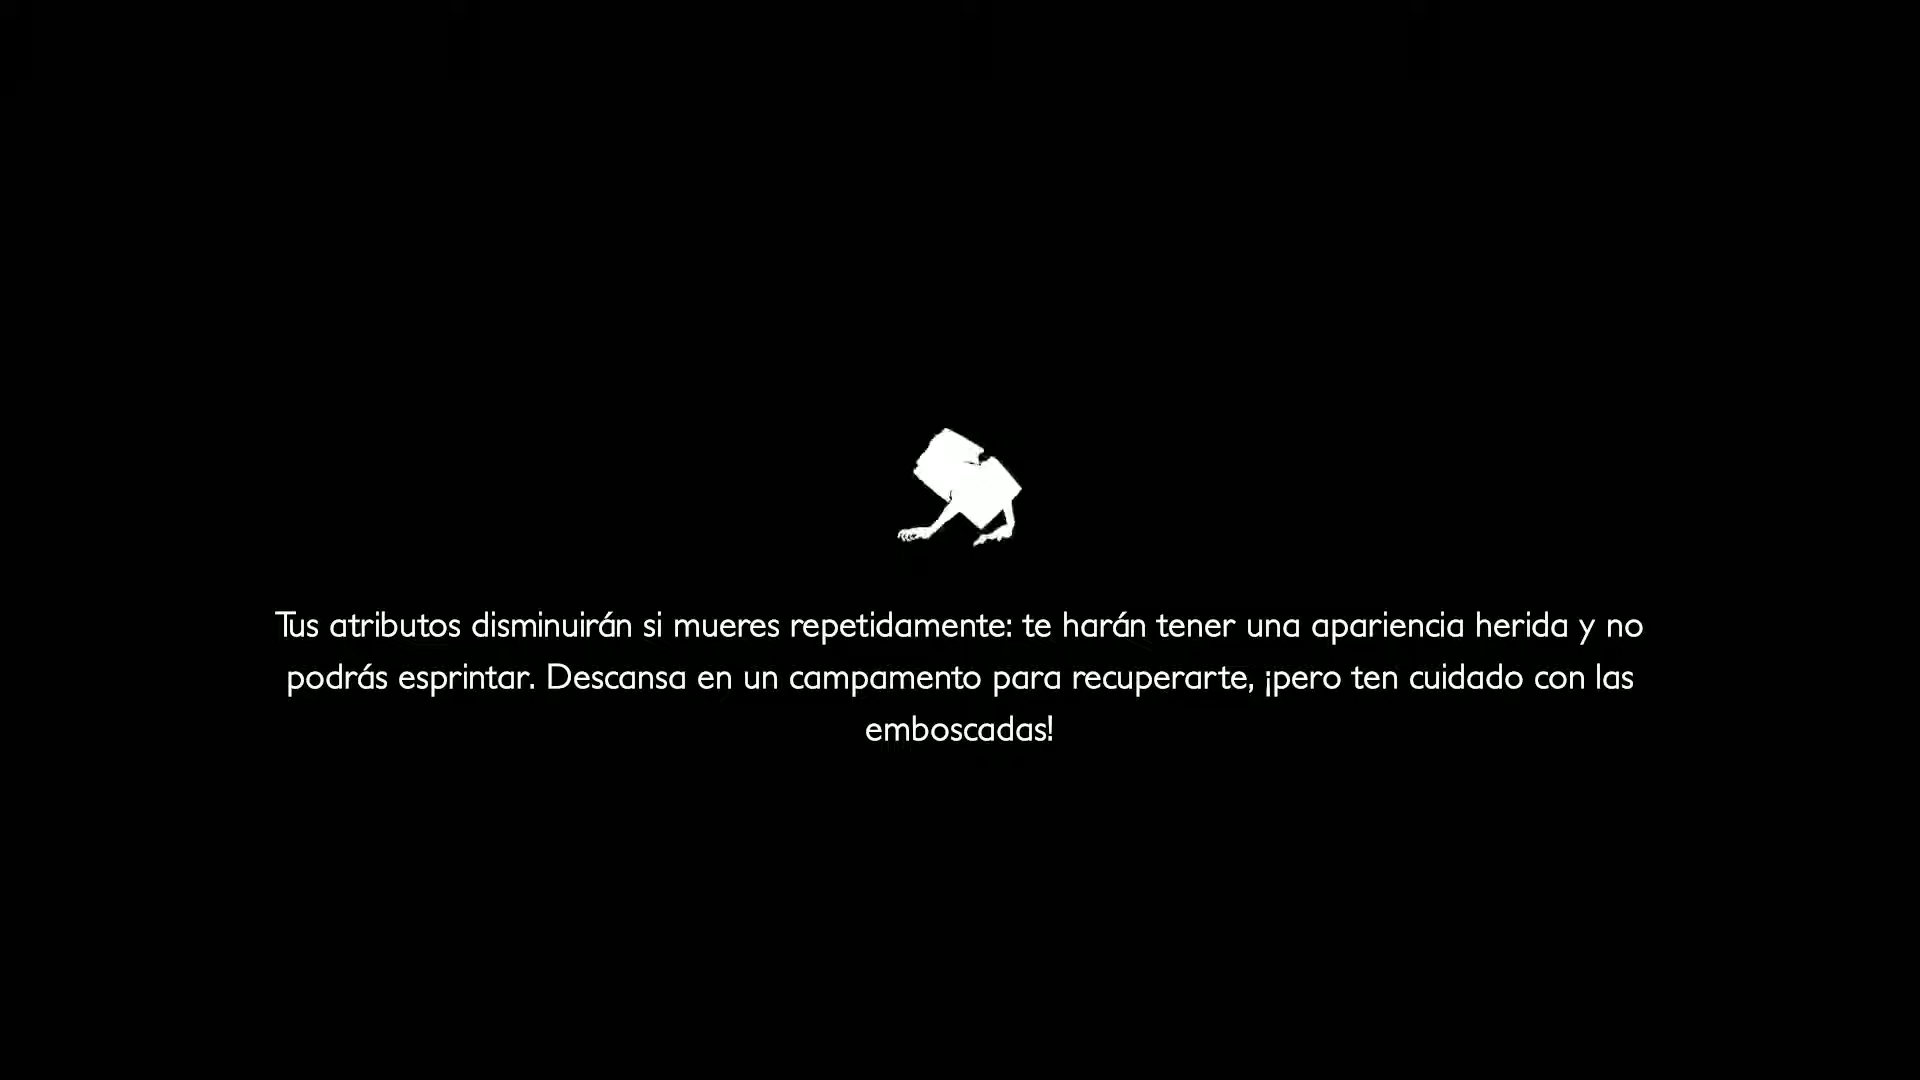 Tus atributos disminuirán si mueres repetidamente: te harán tener una apariencia herida y no
podrás esprintar. Descansa en un campamento para recuperarte, ¡pero ten cuidado con las
emboscadas!